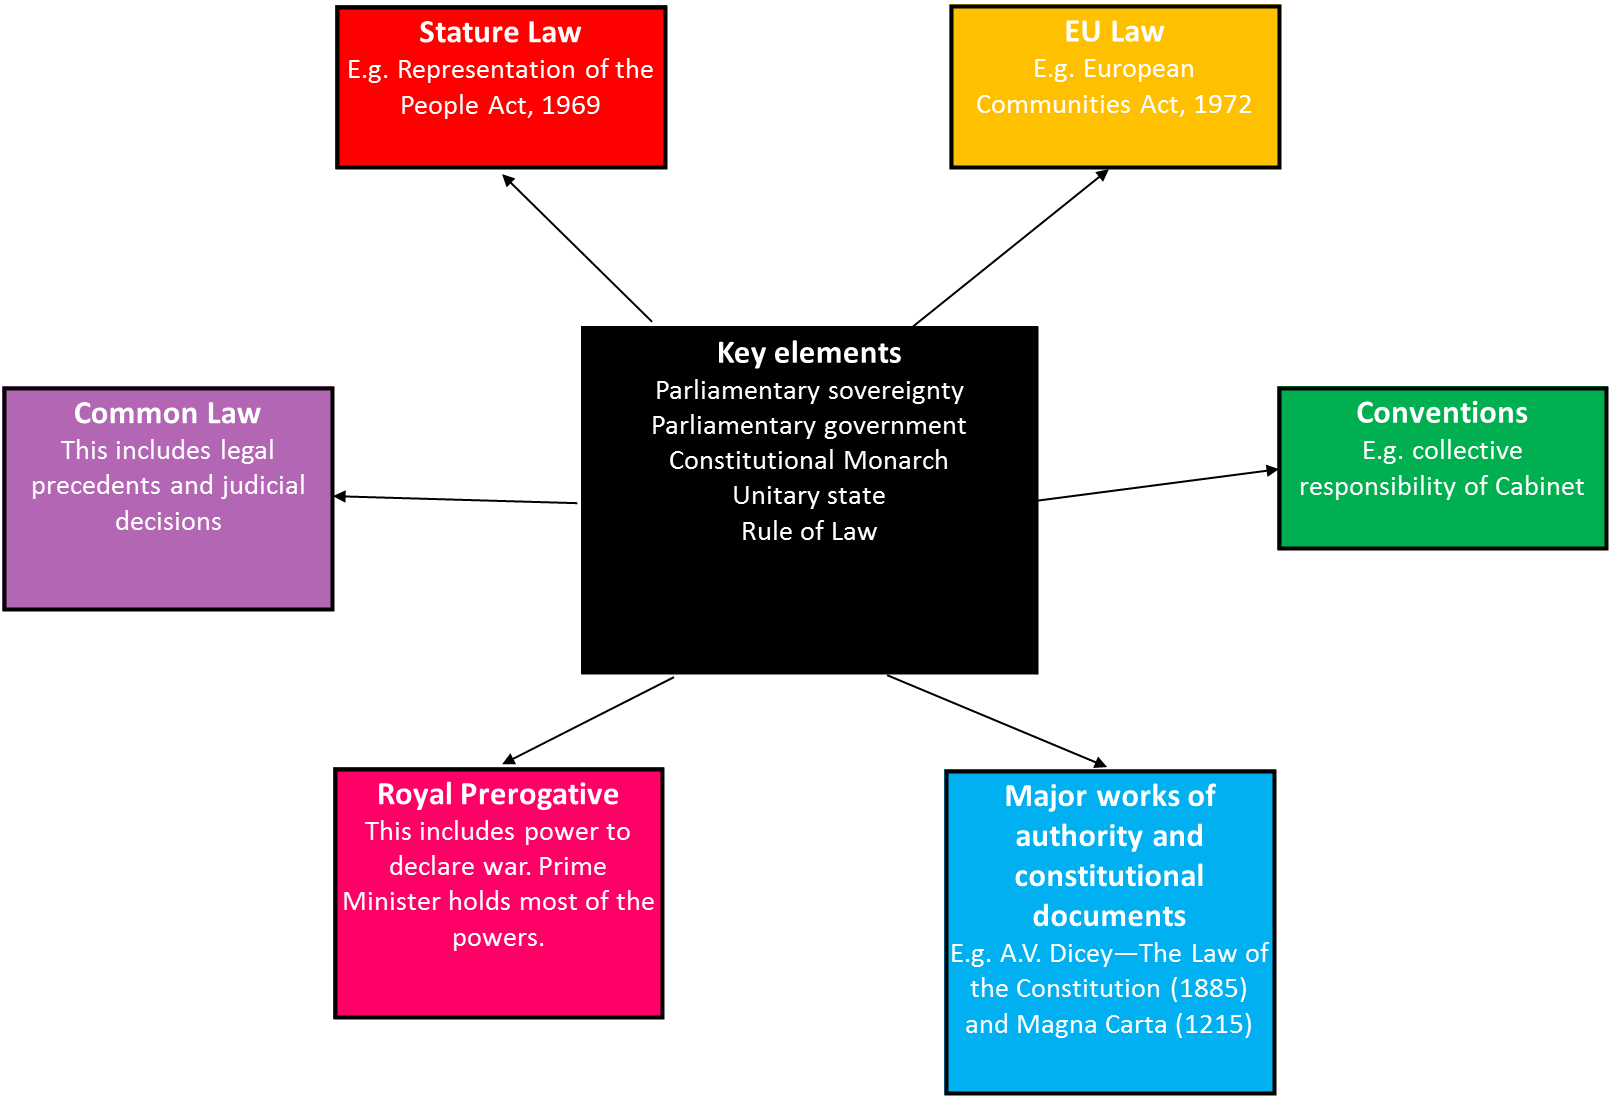 Stature Law
E.g. Representation of the
People Act, 1969
EU Law
E.g. European
Communities Act, 1972
Key elements
Parliamentary sovereignty
Parliamentary government
Constitutional Monarch
Unitary state
Rule of Law
Common Law
This includes legal
precedents and judicial
decisions
Conventions
E.g. collective
responsibility of Cabinet
Royal Prerogative
This includes power to
declare war. Prime
Minister holds most of the
powers.
Major works of
authority and
constitutional
documents
E.g. A.V. Dicey—The Law of
the Constitution (1885)
and Magna Carta (1215)